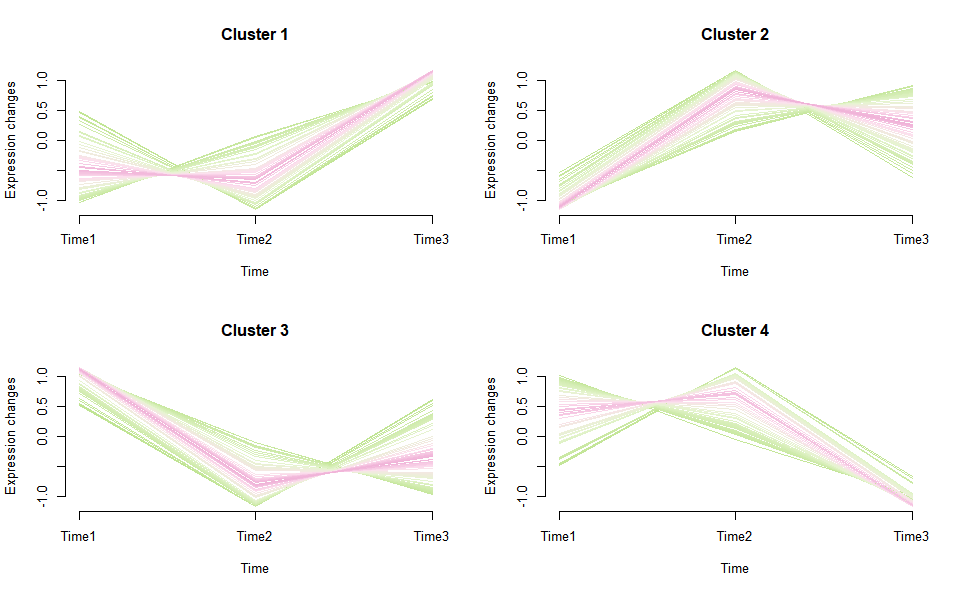 Cluster 1
Expression changes
1.0
0.5
0.0
-1.0
Time1 Time2 Time3
Time
Cluster 2
Expression changes
1.0
0.5
0.0
-1.0
Time1 Time2 Time3
Time
Cluster 3
Expression changes
1.0
0.5
0.0
-1.0
Time1 Time2 Time3
Time
Cluster 4
Expression changes
1.0
0.5
0.0
-1.0
Time1 Time2 Time3
Time